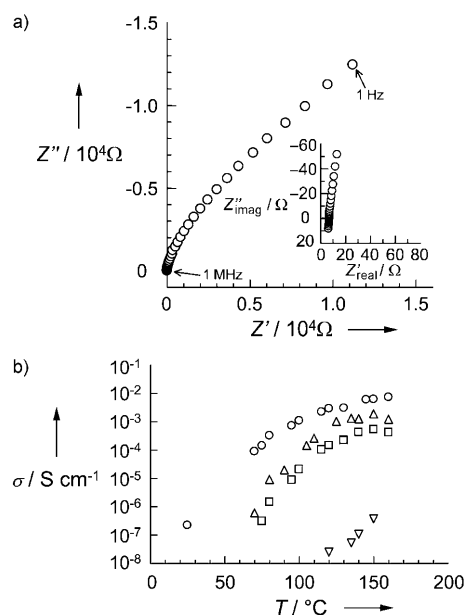 a)
-1.5
-1.0
-0.5
0
Z″ / 10⁴Ω
1 Hz
1 MHz
-60
-40
-20
0
20
Z″imag / Ω
0 20 40 60 80
Z′real / Ω
0 0.5 1.0 1.5
Z′ / 10⁴Ω
b)
10⁻¹
10⁻²
10⁻³
10⁻⁴
10⁻⁵
10⁻⁶
10⁻⁷
10⁻⁸
σ / S cm⁻¹
0 50 100 150 200
T / °C